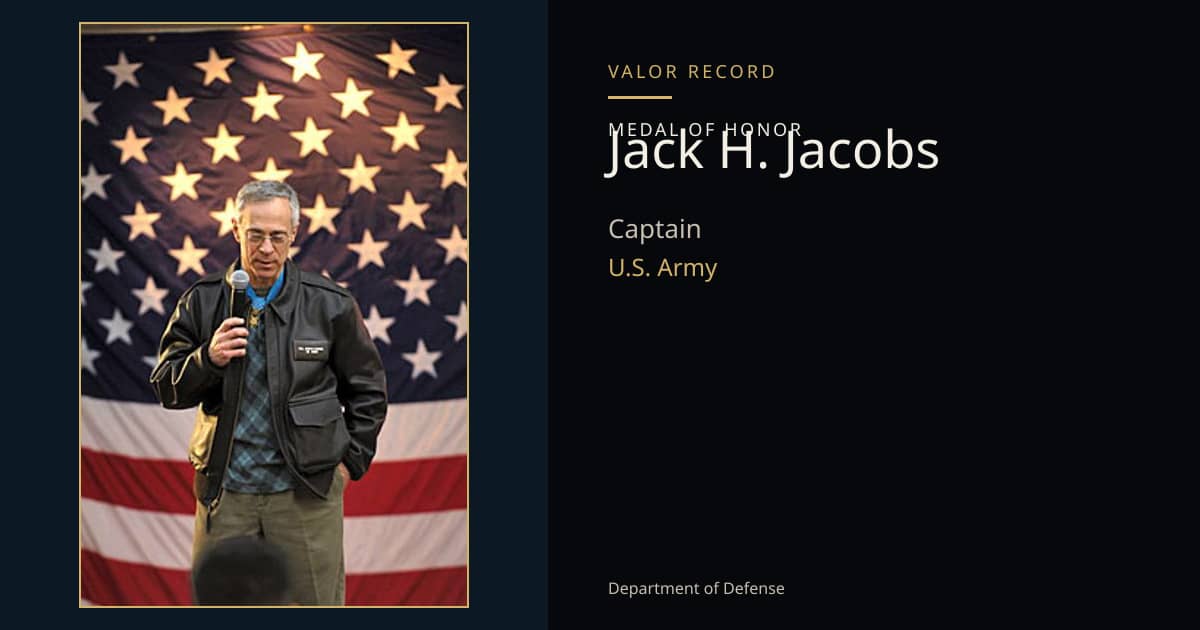 VALOR RECORD
MEDAL OF HONOR
Jack H. Jacobs
Captain
U.S. Army
Department of Defense